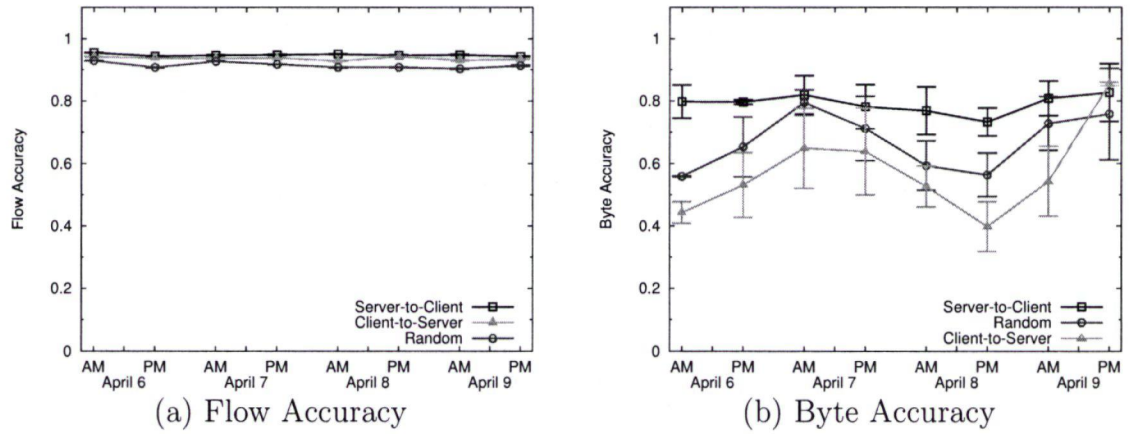 Flow Accuracy
1
0.8
0.6
0.4
0.2
0
Server-to-Client
Client-to-Server
Random
AM PM AM PM AM PM AM PM
April 6 April 7 April 8 April 9
(a) Flow Accuracy
Byte Accuracy
1
0.8
0.6
0.4
0.2
0
Server-to-Client
Random
Client-to-Server
AM PM AM PM AM PM AM PM
April 6 April 7 April 8 April 9
(b) Byte Accuracy